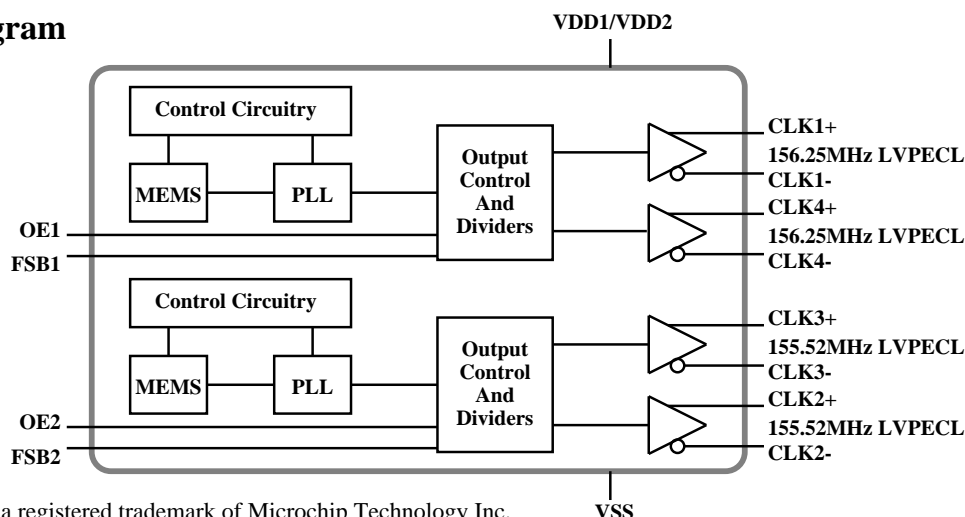 gram
VDD1/VDD2
Control Circuitry
MEMS
PLL
Output
Control
And
Dividers
CLK1+
156.25MHz LVPECL
CLK1-
CLK4+
156.25MHz LVPECL
CLK4-
OE1
FSB1
Control Circuitry
MEMS
PLL
Output
Control
And
Dividers
CLK3+
155.52MHz LVPECL
CLK3-
CLK2+
155.52MHz LVPECL
CLK2-
OE2
FSB2
VSS
a registered trademark of Microchip Technology Inc.